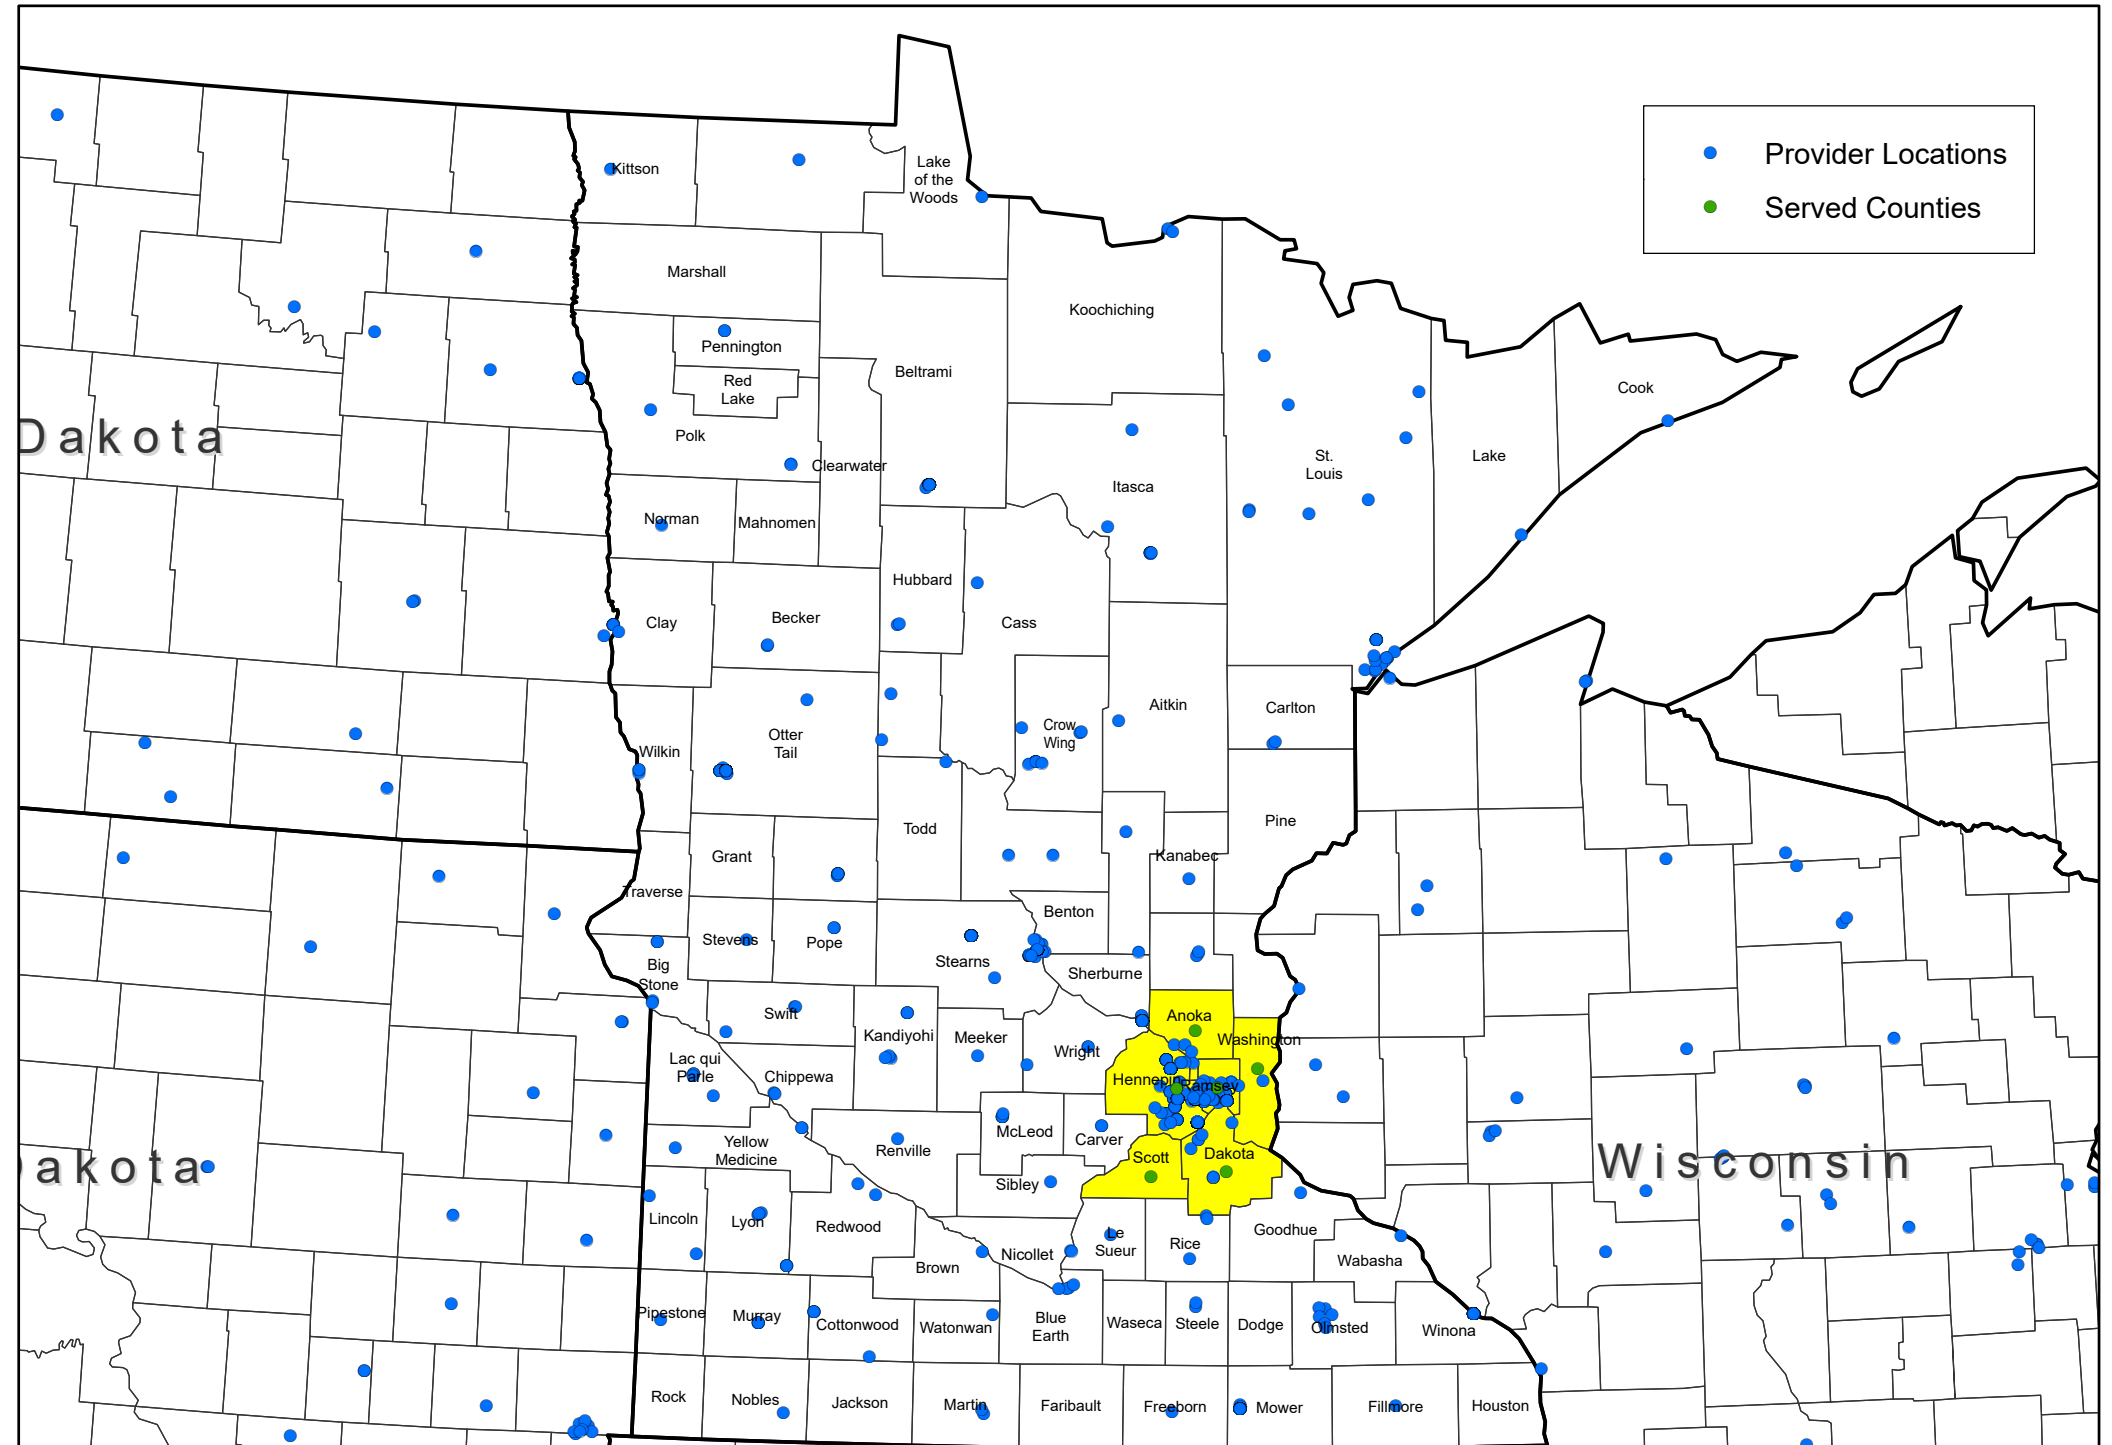 Provider Locations
Served Counties
Kittson
Lake
of the
Woods
Marshall
Koochiching
Pennington
Red
Lake
Beltrami
Cook
Polk
Dakota
Clearwater
Itasca
St.
Louis
Lake
Norman
Mahnomen
Hubbard
Clay
Becker
Cass
Aitkin
Carlton
Wilkin
Otter
Tail
Crow
Wing
Todd
Pine
Grant
Kanabec
Traverse
Benton
Stevens
Pope
Stearns
Big
Stone
Sherburne
Swift
Kandiyohi
Meeker
Anoka
Washington
Wright
Lac qui
Parle
Chippewa
Hennepin
Ramsey
McLeod
Carver
Yellow
Medicine
Renville
Scott
Dakota
akota
Wisconsin
Sibley
Lincoln
Lyon
Redwood
Le
Sueur
Rice
Goodhue
Brown
Nicollet
Wabasha
Pipestone
Murray
Cottonwood
Watonwan
Blue
Earth
Waseca
Steele
Dodge
Olmsted
Winona
Rock
Nobles
Jackson
Martin
Faribault
Freeborn
Mower
Fillmore
Houston